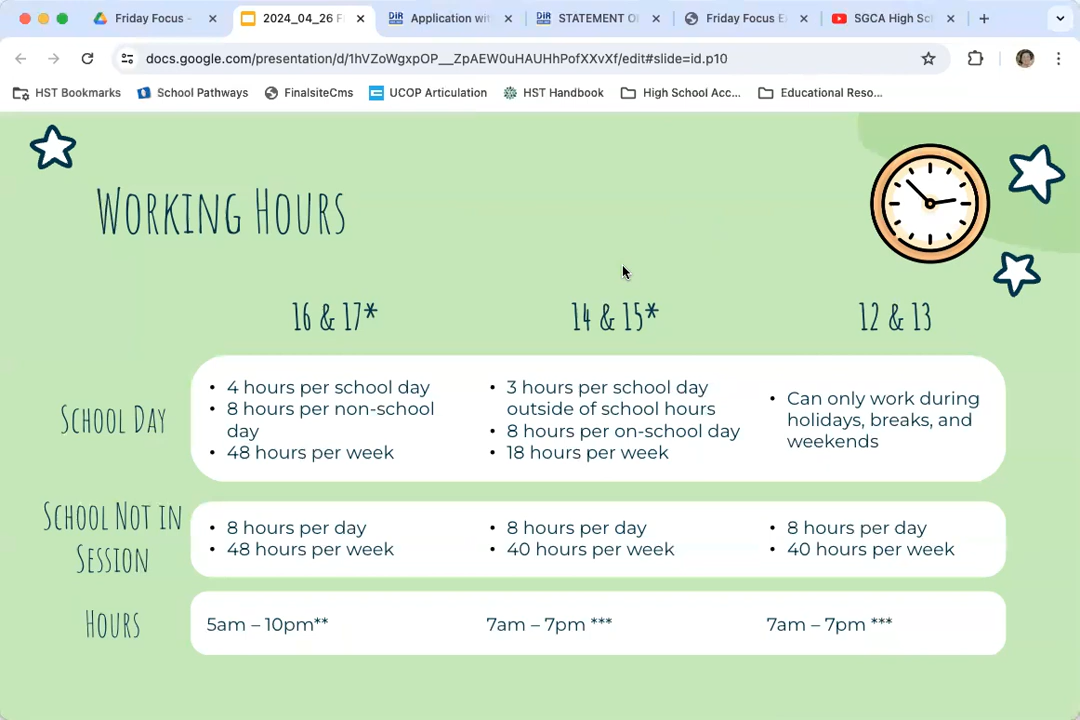 Friday Focus -
2024_04_26 F
Application wit
STATEMENT O
Friday Focus E
SGCA High Sc
docs.google.com/presentation/d/1hVZoWgxpOP__ZpAEW0uHAUHhPofXXvXf/edit#slide=id.p10
HST Bookmarks
School Pathways
FinalsiteCms
UCOP Articulation
HST Handbook
High School Acc...
Educational Reso...
Working Hours
16 & 17*
14 & 15*
12 & 13
School Day
• 4 hours per school day
• 8 hours per non-school
day
• 48 hours per week
• 3 hours per school day
outside of school hours
• 8 hours per on-school day
• 18 hours per week
• Can only work during
holidays, breaks, and
weekends
School Not in
Session
• 8 hours per day
• 48 hours per week
• 8 hours per day
• 40 hours per week
• 8 hours per day
• 40 hours per week
Hours
5am – 10pm**
7am – 7pm ***
7am – 7pm ***